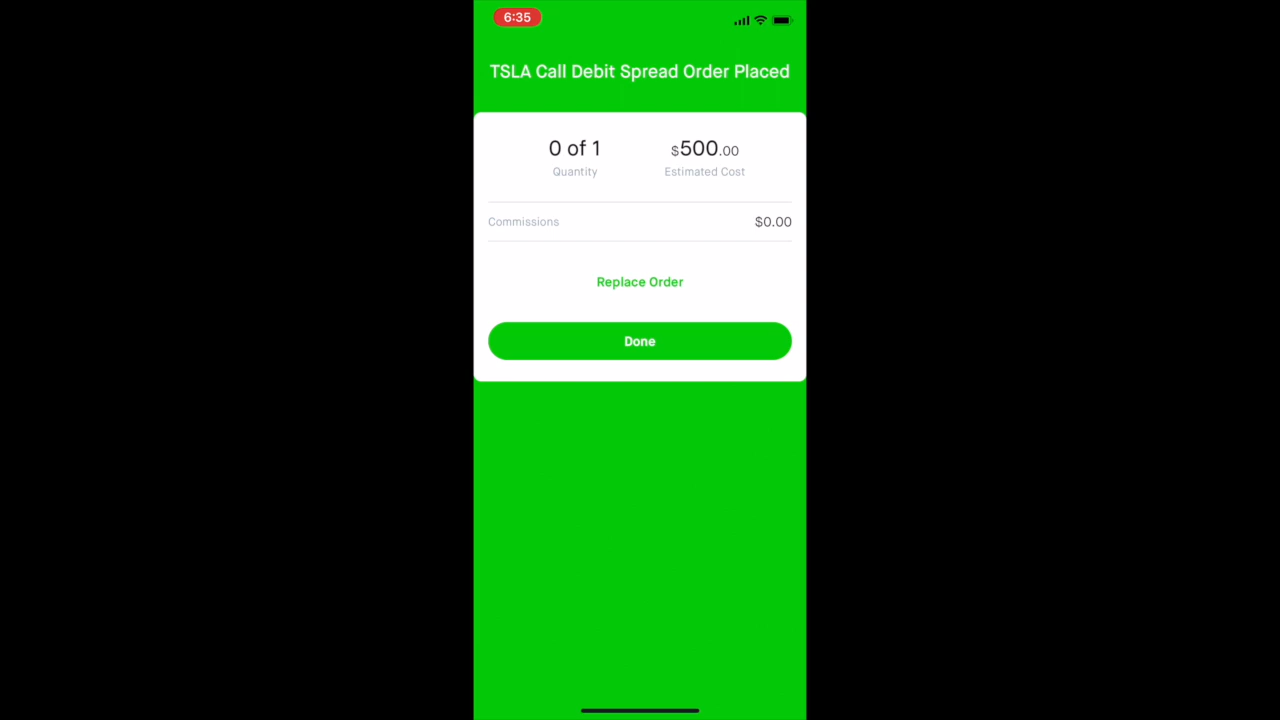 6:35
TSLA Call Debit Spread Order Placed
0 of 1 $500.00
Quantity Estimated Cost
Commissions $0.00
Replace Order
Done